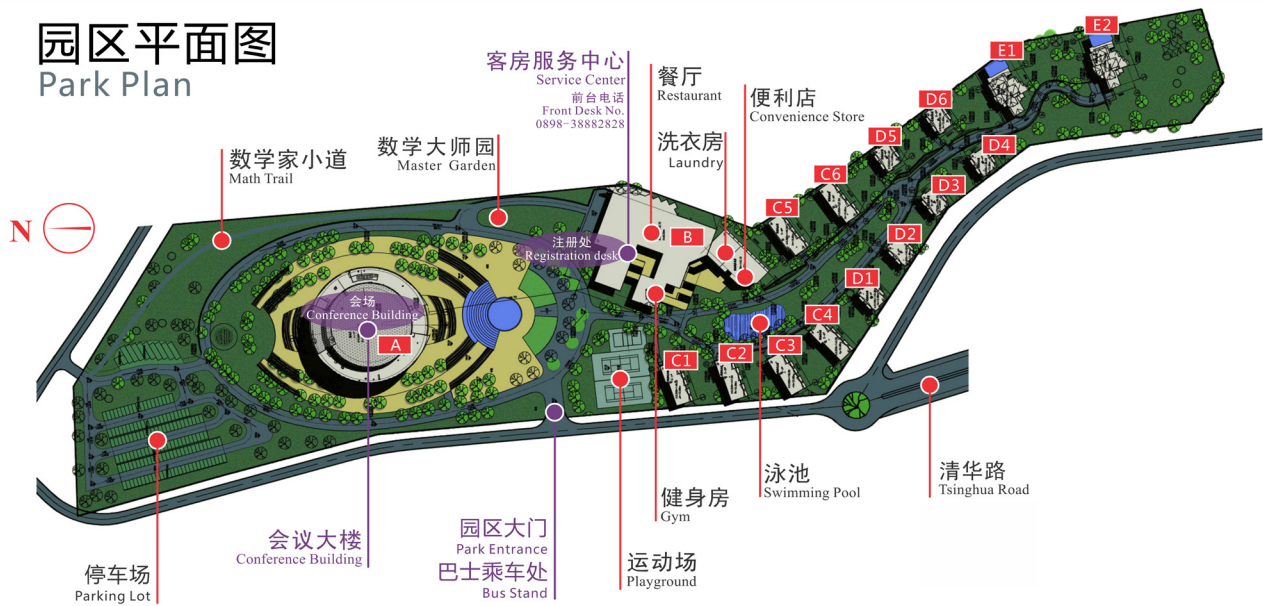 园区平面图
Park Plan
客房服务中心
Service Center
前台电话
Front Desk No.
0898-38882828
餐厅
Restaurant
便利店
Convenience Store
洗衣房
Laundry
数学大师园
Master Garden
数学家小道
Math Trail
N
E2
E1
D6
D5
D4
C6
D3
C5
D2
B
注册处
Registration desk
D1
会场
Conference Building
A
C4
C3
C2
C1
清华路
Tsinghua Road
泳池
Swimming Pool
健身房
Gym
园区大门
Park Entrance
巴士乘车处
Bus Stand
运动场
Playground
会议大楼
Conference Building
停车场
Parking Lot